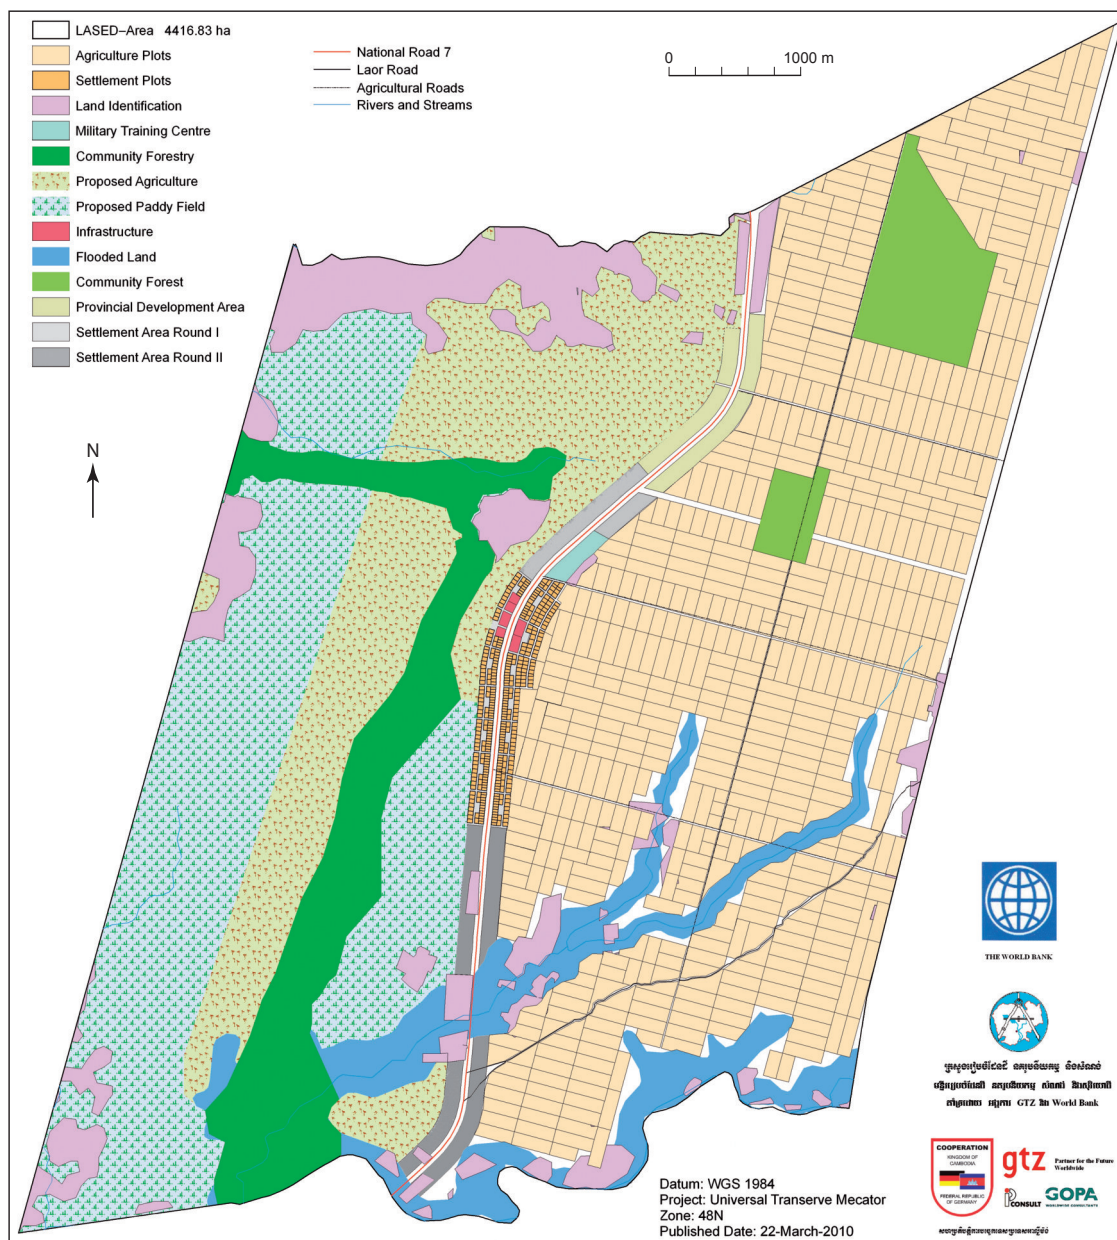 LASED–Area 4416.83 ha
Agriculture Plots
Settlement Plots
Land Identification
Military Training Centre
Community Forestry
Proposed Agriculture
Proposed Paddy Field
Infrastructure
Flooded Land
Community Forest
Provincial Development Area
Settlement Area Round I
Settlement Area Round II
National Road 7
Laor Road
Agricultural Roads
Rivers and Streams
0 1000 m
N
THE WORLD BANK
GTZ World Bank
COOPERATION
KINGDOM OF
CAMBODIA
FEDERAL REPUBLIC
OF GERMANY
gtz
Partner for the Future
Worldwide
IP CONSULT
GOPA
WORLDWIDE CONSULTANTS
Datum: WGS 1984
Project: Universal Transerve Mecator
Zone: 48N
Published Date: 22-March-2010